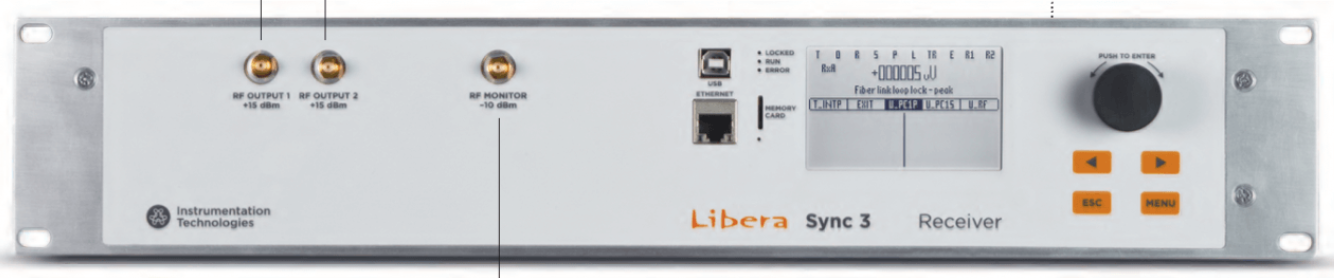 RF OUTPUT 1
+15 dBm
RF OUTPUT 2
+15 dBm
RF MONITOR
-10 dBm
USB
ETHERNET
LOCKED
RUN
ERROR
MEMORY
CARD
T O R S P L TR E R1 R2
RxA
+000005
Fiber link loop lock - peak
T.INTP EXIT U.PC1P U.PC1S U.RF
PUSH TO ENTER
ESC
MENU
Instrumentation
Technologies
Libera Sync 3 Receiver